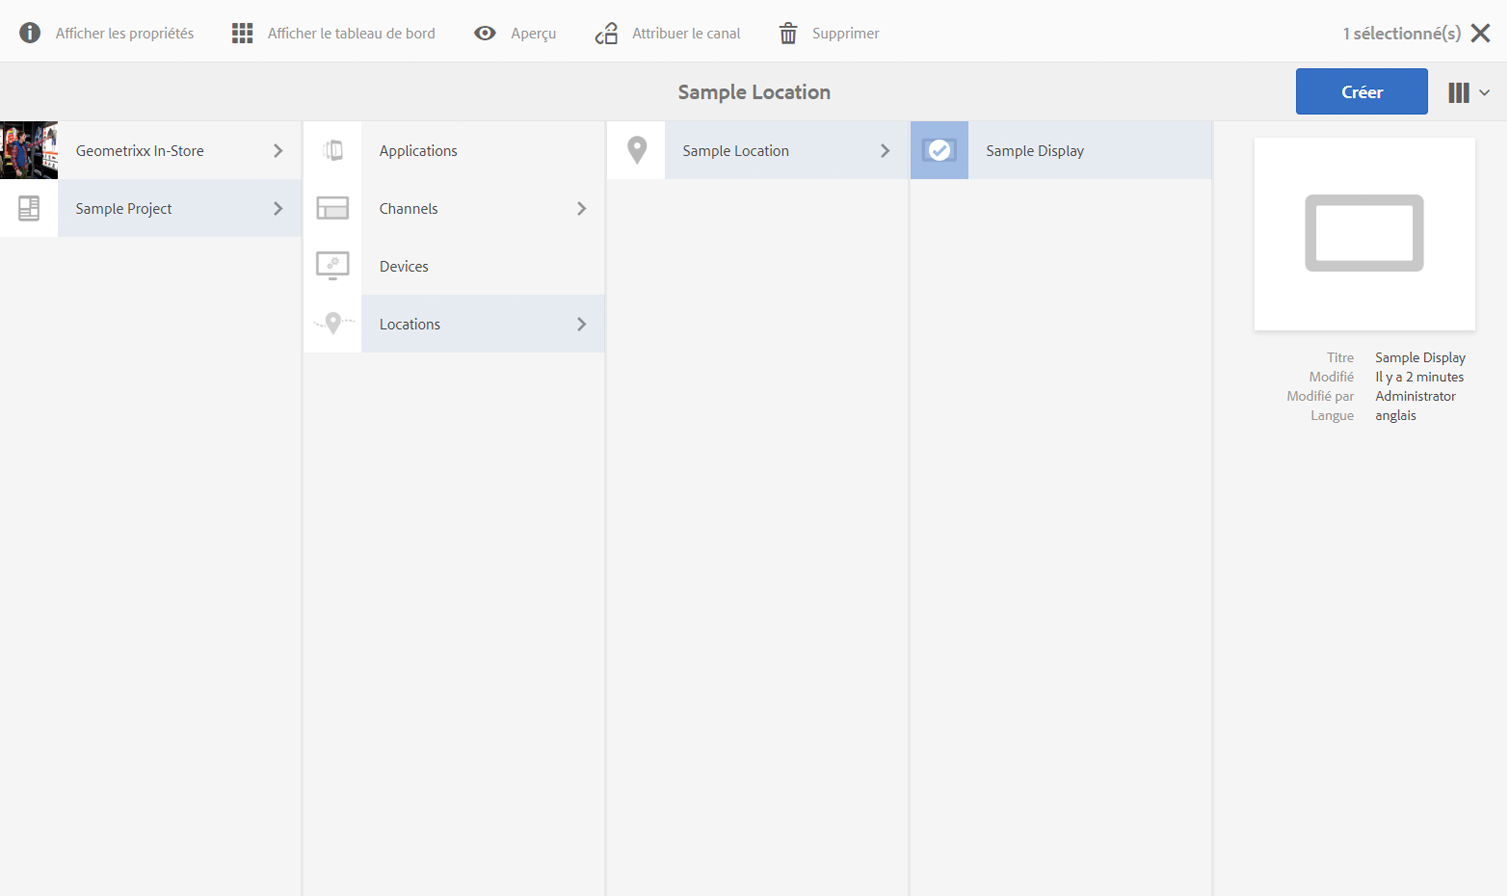 Afficher les propriétés Afficher le tableau de bord Aperçu Attribuer le canal Supprimer 1 sélectionné(s)
Sample Location Créer
Geometrixx In-Store Applications Sample Location Sample Display
Sample Project Channels
Devices
Locations
Titre Sample Display
Modifié Il y a 2 minutes
Modifié par Administrator
Langue anglais